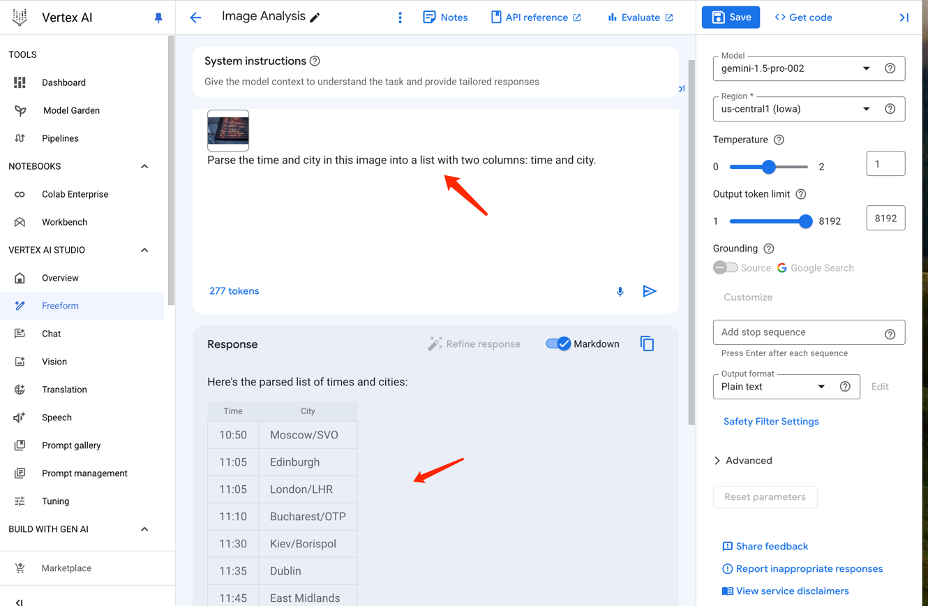 Vertex AI
Image Analysis
Notes
API reference
Evaluate
Save
Get code
TOOLS
Dashboard
Model Garden
Pipelines
NOTEBOOKS
Colab Enterprise
Workbench
VERTEX AI STUDIO
Overview
Freeform
Chat
Vision
Translation
Speech
Prompt gallery
Prompt management
Tuning
BUILD WITH GEN AI
Marketplace
System instructions
Give the model context to understand the task and provide tailored responses
Parse the time and city in this image into a list with two columns: time and city.
277 tokens
Response
Refine response
Markdown
Here's the parsed list of times and cities:
Time City
10:50 Moscow/SVO
11:05 Edinburgh
11:05 London/LHR
11:10 Bucharest/OTP
11:30 Kiev/Borispol
11:35 Dublin
11:45 East Midlands
Model
gemini-1.5-pro-002
Region *
us-central1 (Iowa)
Temperature
0 2 1
Output token limit
1 8192 8192
Grounding
Source: Google Search
Customize
Add stop sequence
Press Enter after each sequence
Output format
Plain text
Edit
Safety Filter Settings
Advanced
Reset parameters
Share feedback
Report inappropriate responses
View service disclaimers